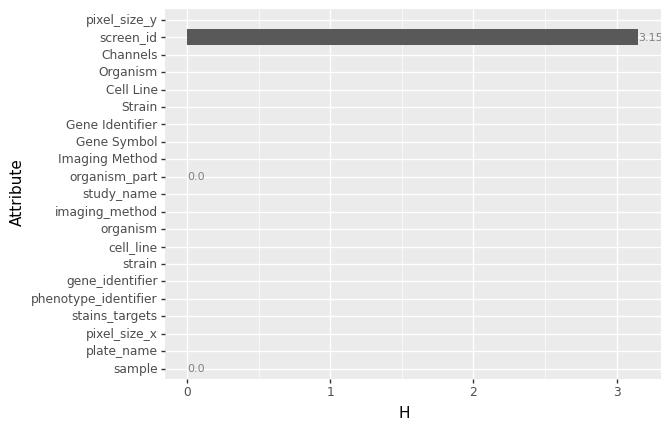 pixel_size_y
screen_id
3.15
Channels
Organism
Cell Line
Strain
Gene Identifier
Gene Symbol
Imaging Method
organism_part
0.0
study_name
imaging_method
organism
cell_line
strain
gene_identifier
phenotype_identifier
stains_targets
pixel_size_x
plate_name
sample
0.0
Attribute
0 1 2 3
H